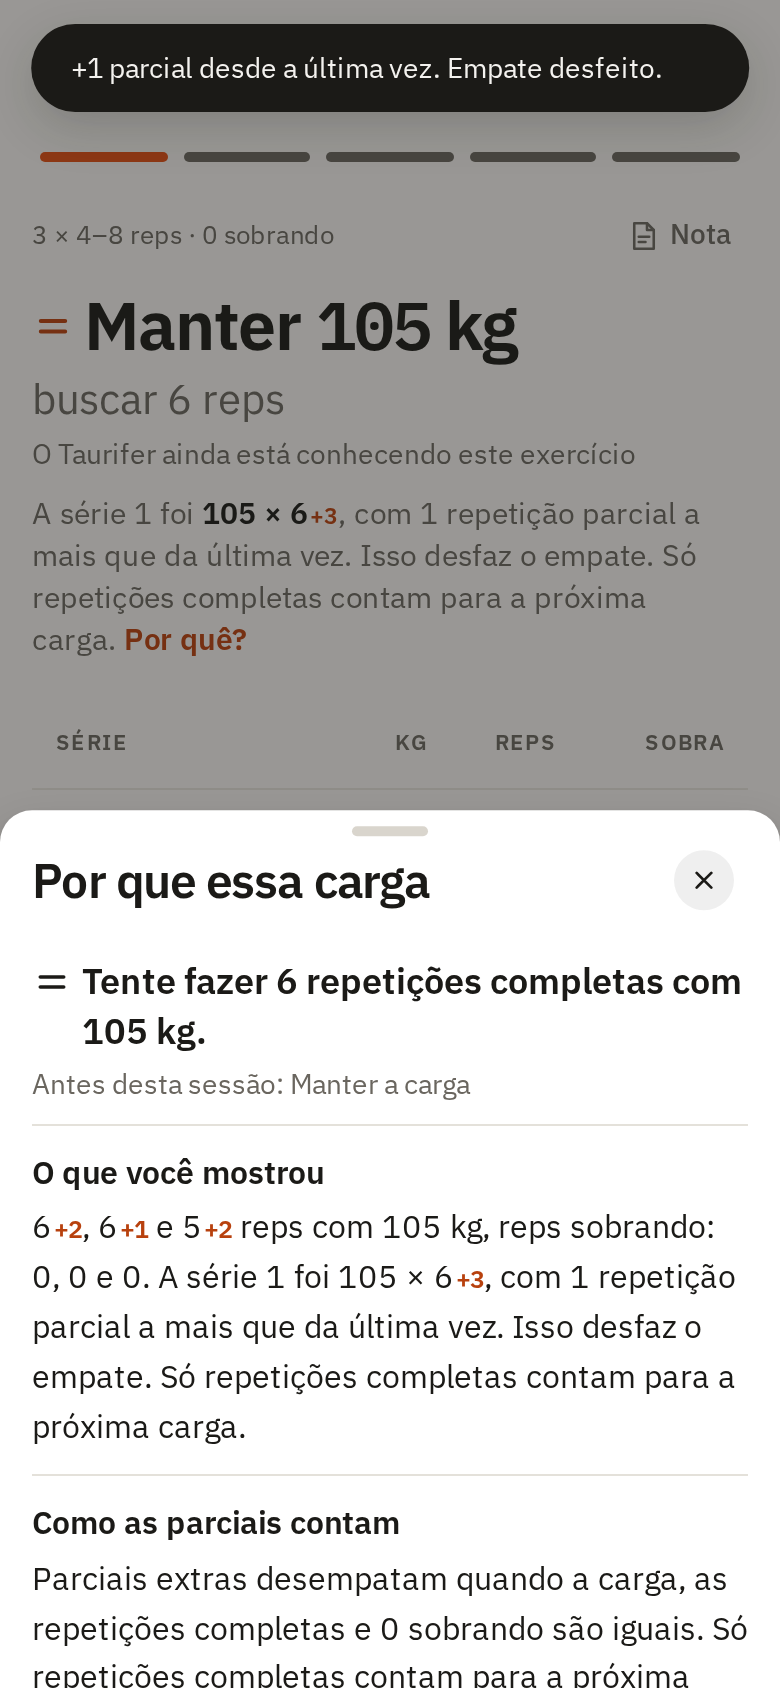 +1 parcial desde a última vez. Empate desfeito.
3 × 4–8 reps · 0 sobrando
Nota
= Manter 105 kg
buscar 6 reps
O Taurifer ainda está conhecendo este exercício
A série 1 foi 105 × 6+3, com 1 repetição parcial a
mais que da última vez. Isso desfaz o empate. Só
repetições completas contam para a próxima
carga. Por quê?
SÉRIE KG REPS SOBRA
Por que essa carga
= Tente fazer 6 repetições completas com
105 kg.
Antes desta sessão: Manter a carga
O que você mostrou
6+2, 6+1 e 5+2 reps com 105 kg, reps sobrando:
0, 0 e 0. A série 1 foi 105 × 6+3, com 1 repetição
parcial a mais que da última vez. Isso desfaz o
empate. Só repetições completas contam para a
próxima carga.
Como as parciais contam
Parciais extras desempatam quando a carga, as
repetições completas e 0 sobrando são iguais. Só
repetições completas contam para a próxima